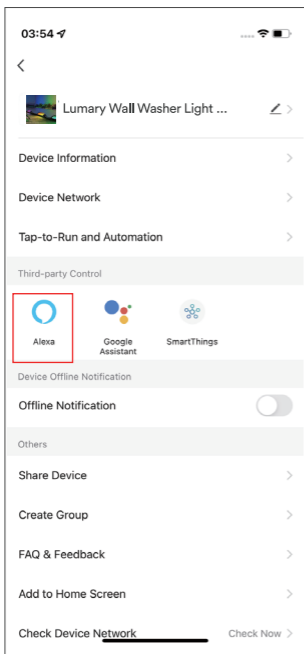 03:54
Lumary Wall Washer Light ...
Device Information
Device Network
Tap-to-Run and Automation
Third-party Control
Alexa
Google Assistant
SmartThings
Device Offline Notification
Offline Notification
Others
Share Device
Create Group
FAQ & Feedback
Add to Home Screen
Check Device Network Check Now